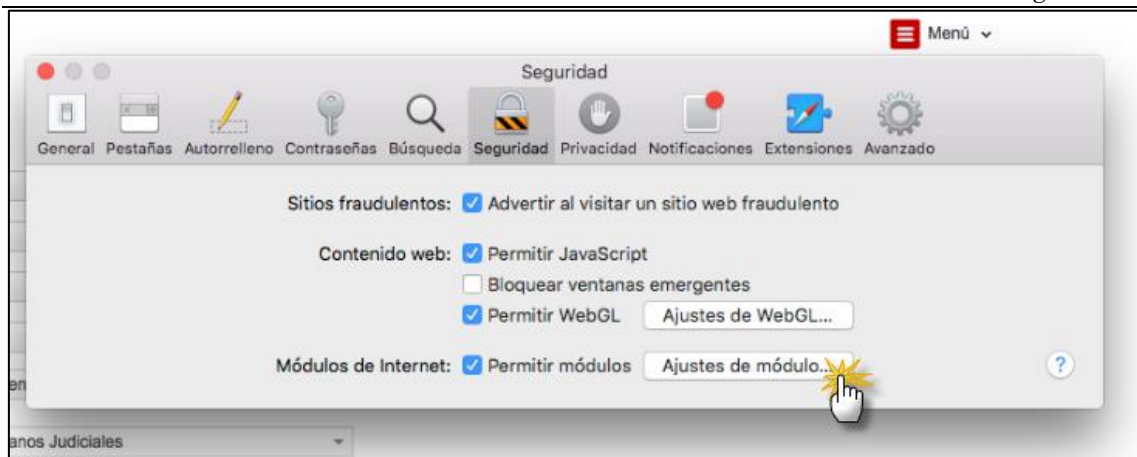 Menú
Seguridad
General Pestañas Autorrelleno Contraseñas Búsqueda Seguridad Privacidad Notificaciones Extensiones Avanzado
Sitios fraudulentos: Advertir al visitar un sitio web fraudulento
Contenido web: Permitir JavaScript
Bloquear ventanas emergentes
Permitir WebGL Ajustes de WebGL...
Módulos de Internet: Permitir módulos Ajustes de módulo... ?
en
anos Judiciales